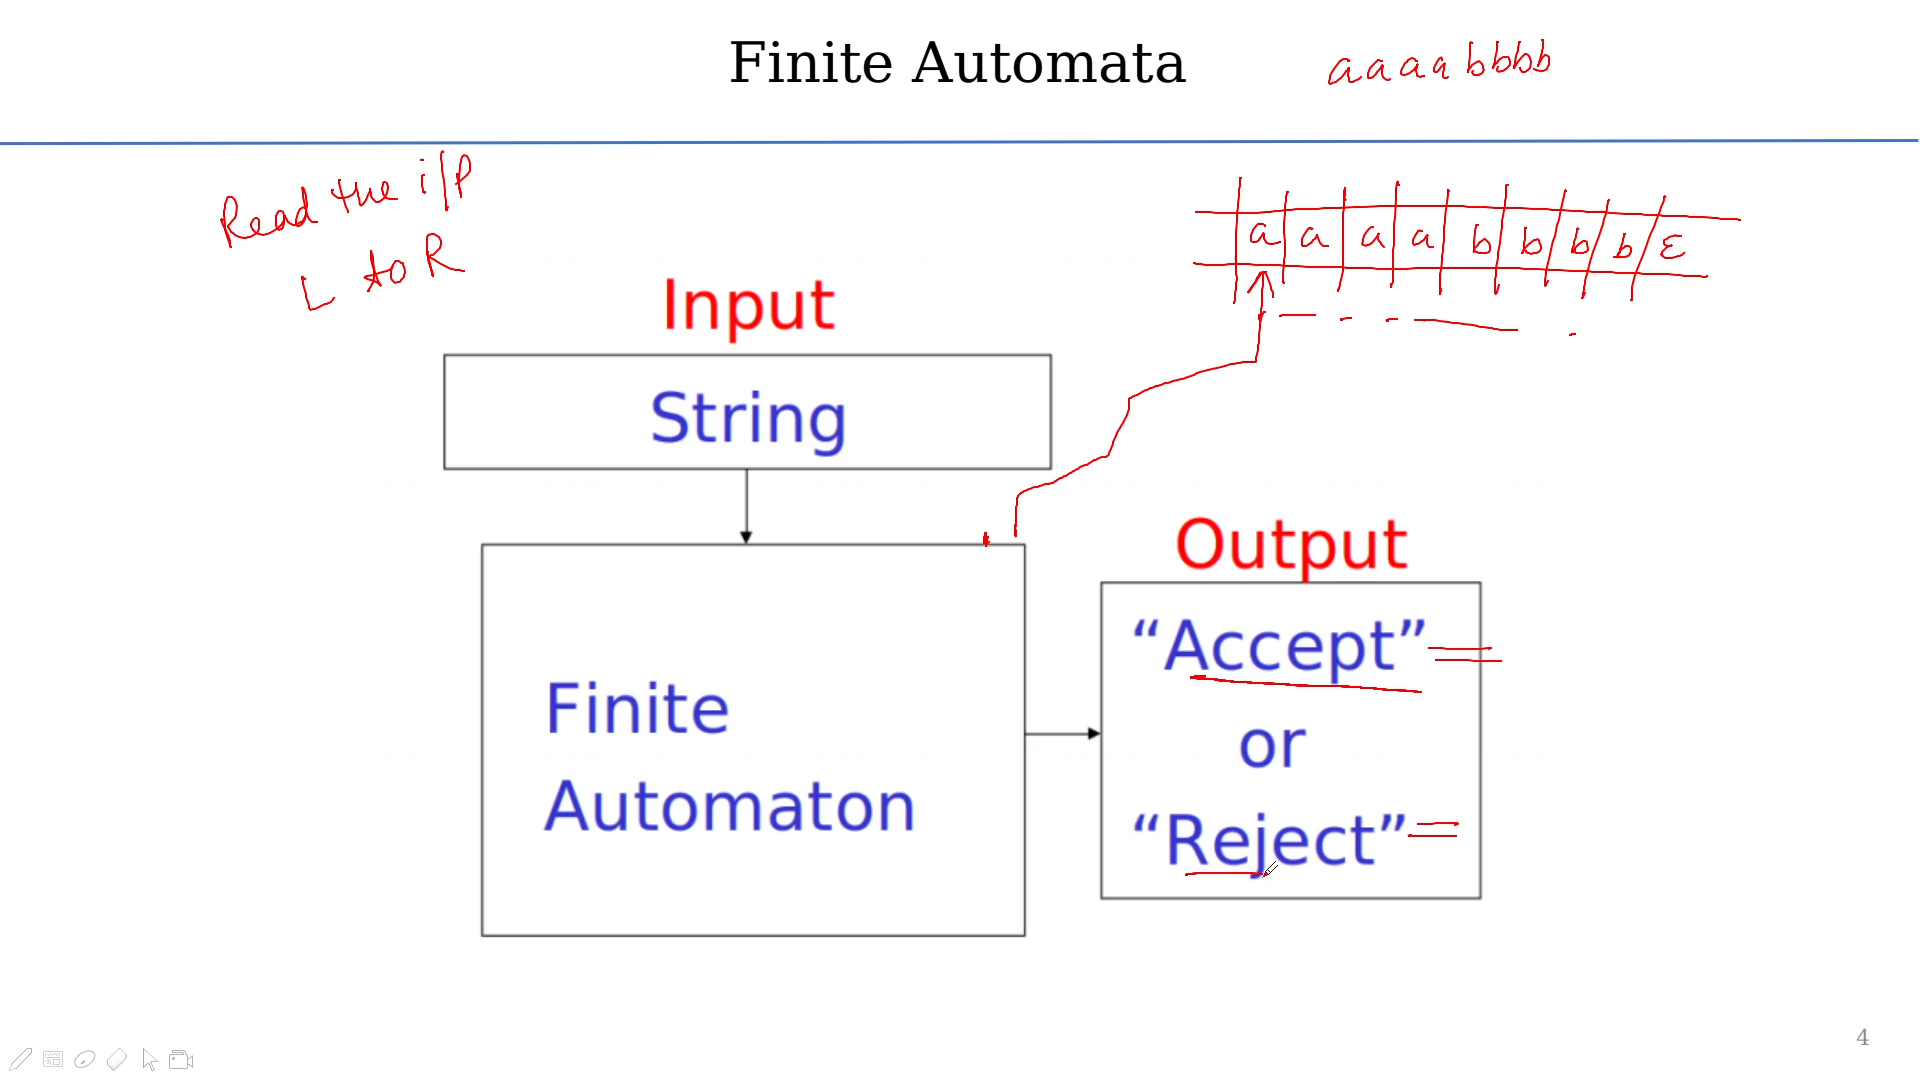 Finite Automata
aaaabbbb
Read the i/p
L to R
a a a a b b b b ε
Input
String
Finite
Automaton
Output
“Accept”
or
“Reject”
4